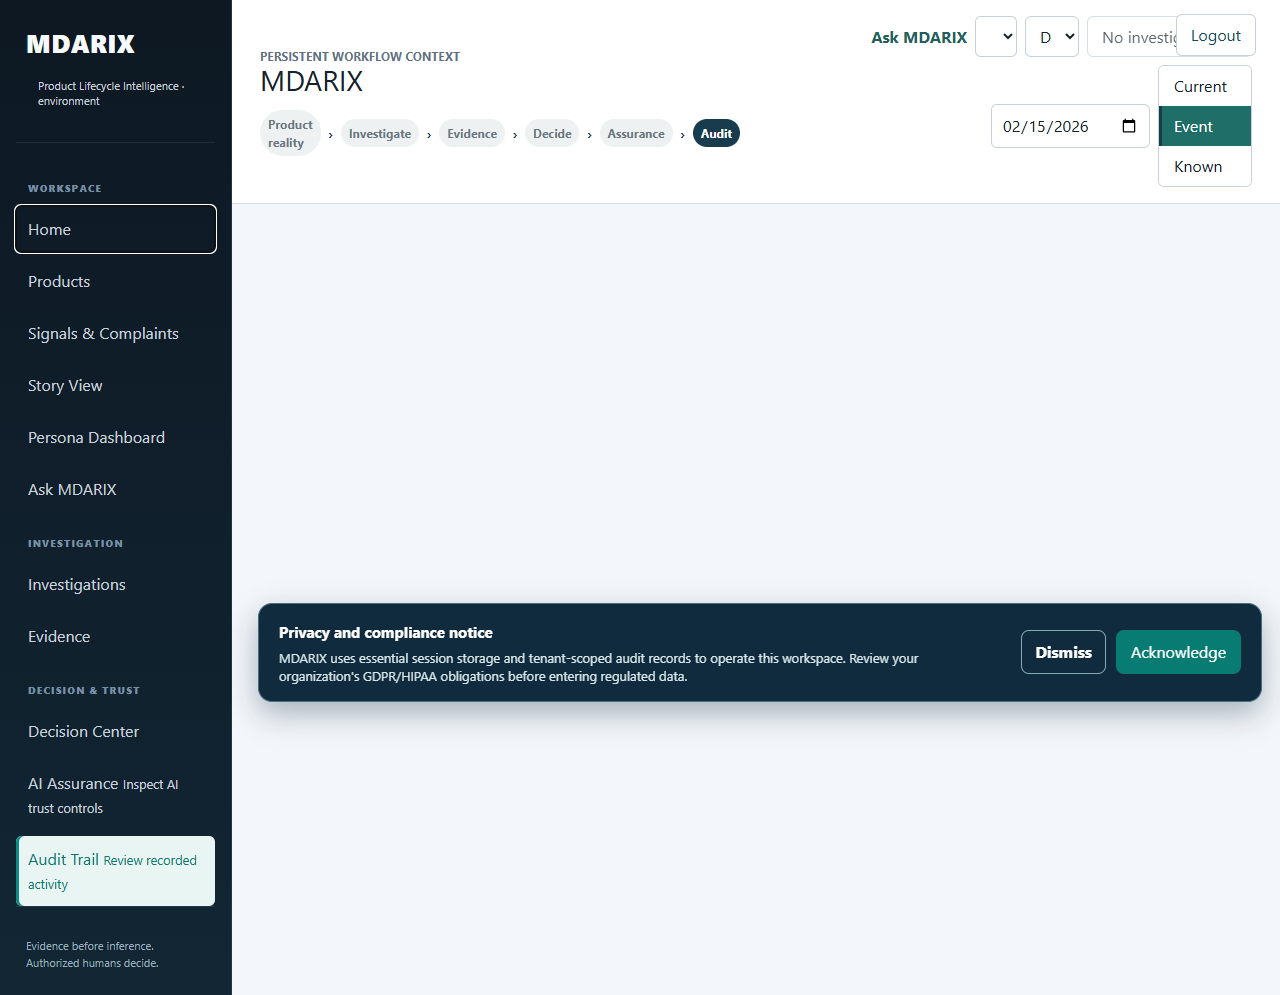 MDARIX
Product Lifecycle Intelligence ·
environment
WORKSPACE
Home
Products
Signals & Complaints
Story View
Persona Dashboard
Ask MDARIX
INVESTIGATION
Investigations
Evidence
DECISION & TRUST
Decision Center
AI Assurance Inspect AI
trust controls
Audit Trail Review recorded
activity
Evidence before inference.
Authorized humans decide.
PERSISTENT WORKFLOW CONTEXT
MDARIX
Product
reality
›
Investigate
›
Evidence
›
Decide
›
Assurance
›
Audit
Ask MDARIX
D
No
Logout
02/15/2026
Current
Event
Known
Privacy and compliance notice
MDARIX uses essential session storage and tenant-scoped audit records to operate this workspace. Review your
organization's GDPR/HIPAA obligations before entering regulated data.
Dismiss
Acknowledge